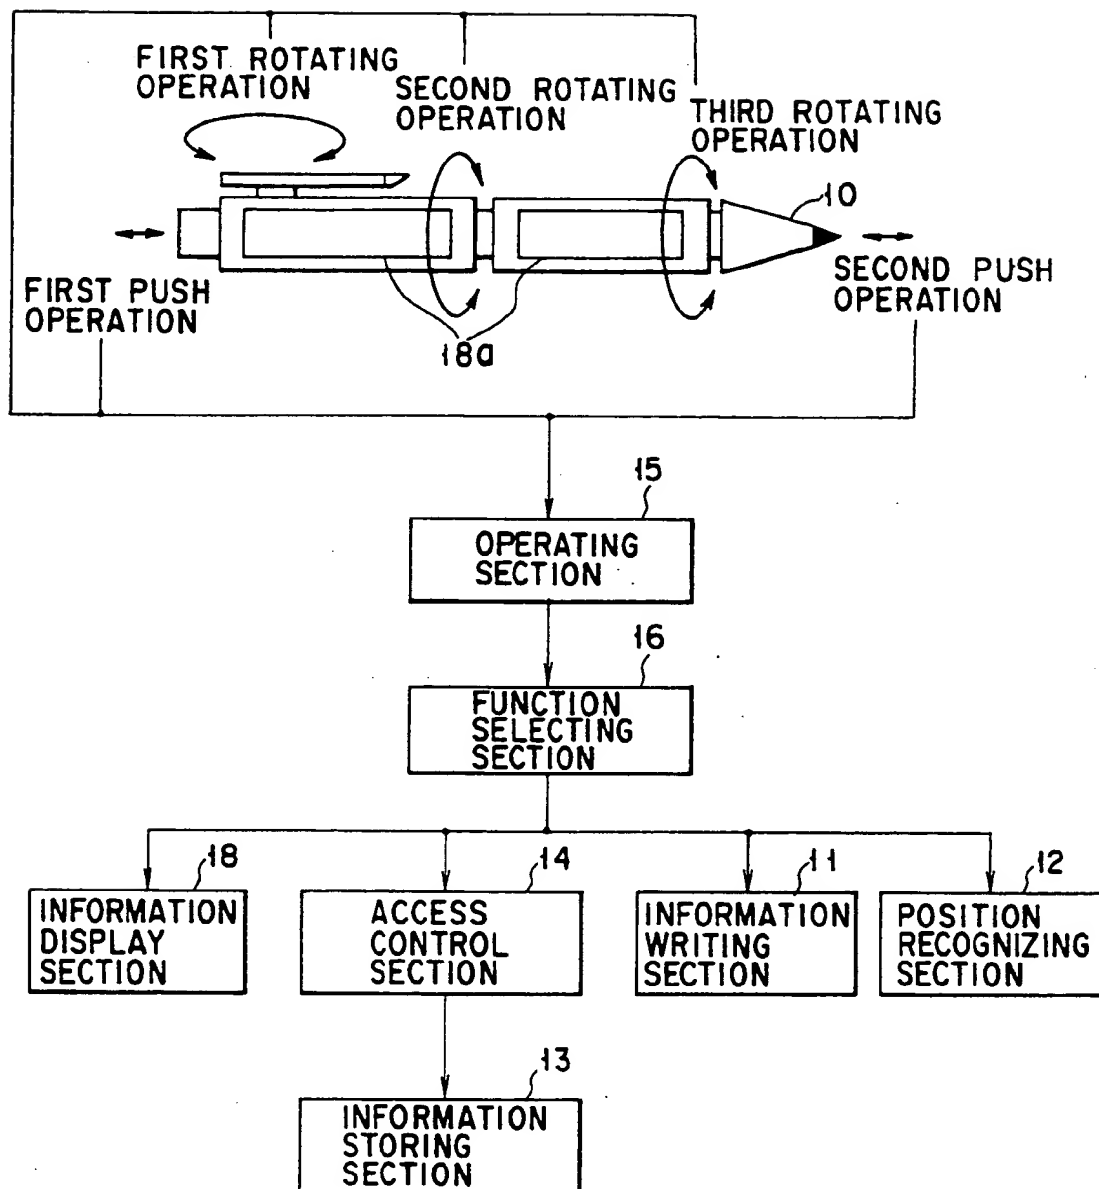 FIRST ROTATING
OPERATION
SECOND ROTATING
OPERATION
THIRD ROTATING
OPERATION
10
FIRST PUSH
OPERATION
18a
SECOND PUSH
OPERATION
15
OPERATING
SECTION
16
FUNCTION
SELECTING
SECTION
18
INFORMATION
DISPLAY
SECTION
14
ACCESS
CONTROL
SECTION
11
INFORMATION
WRITING
SECTION
12
POSITION
RECOGNIZING
SECTION
13
INFORMATION
STORING
SECTION